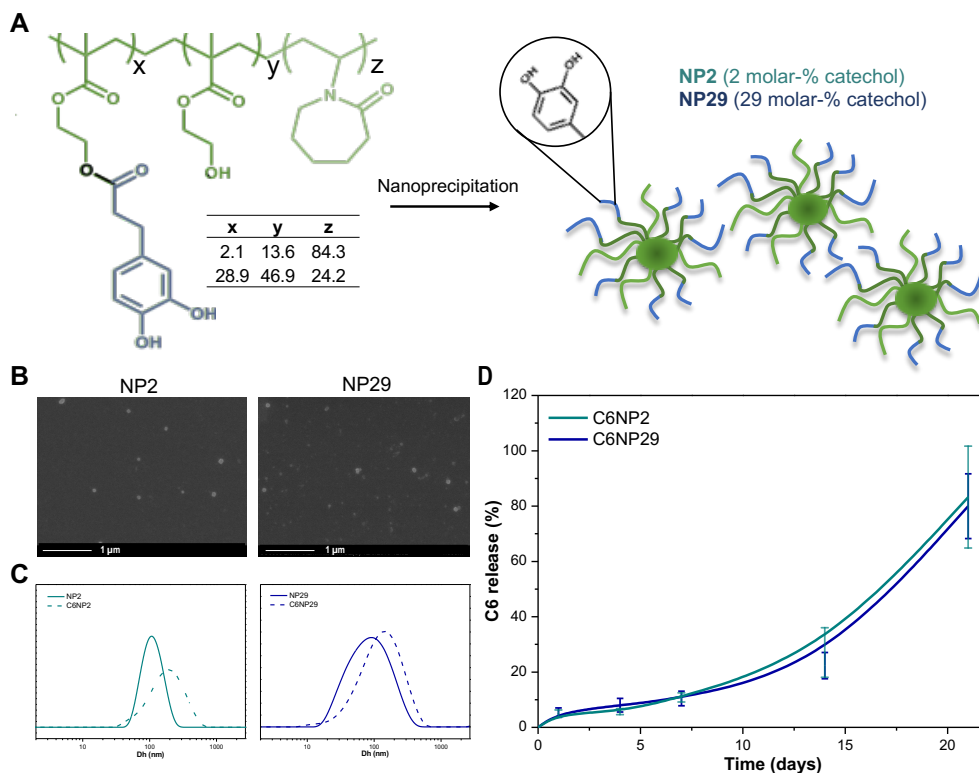 A
x
y
z
O
O
O
O
N
O
O
O
OH
OH
OH
x y z
2.1 13.6 84.3
28.9 46.9 24.2
Nanoprecipitation
OH
OH
NP2 (2 molar-% catechol)
NP29 (29 molar-% catechol)
B
NP2
NP29
1 µm
1 µm
C
NP2
C6NP2
10 100 1000
Dh (nm)
NP29
C6NP29
10 100 1000
Dh (nm)
D
C6NP2
C6NP29
120
100
80
60
40
20
0
C6 release (%)
0 5 10 15 20
Time (days)